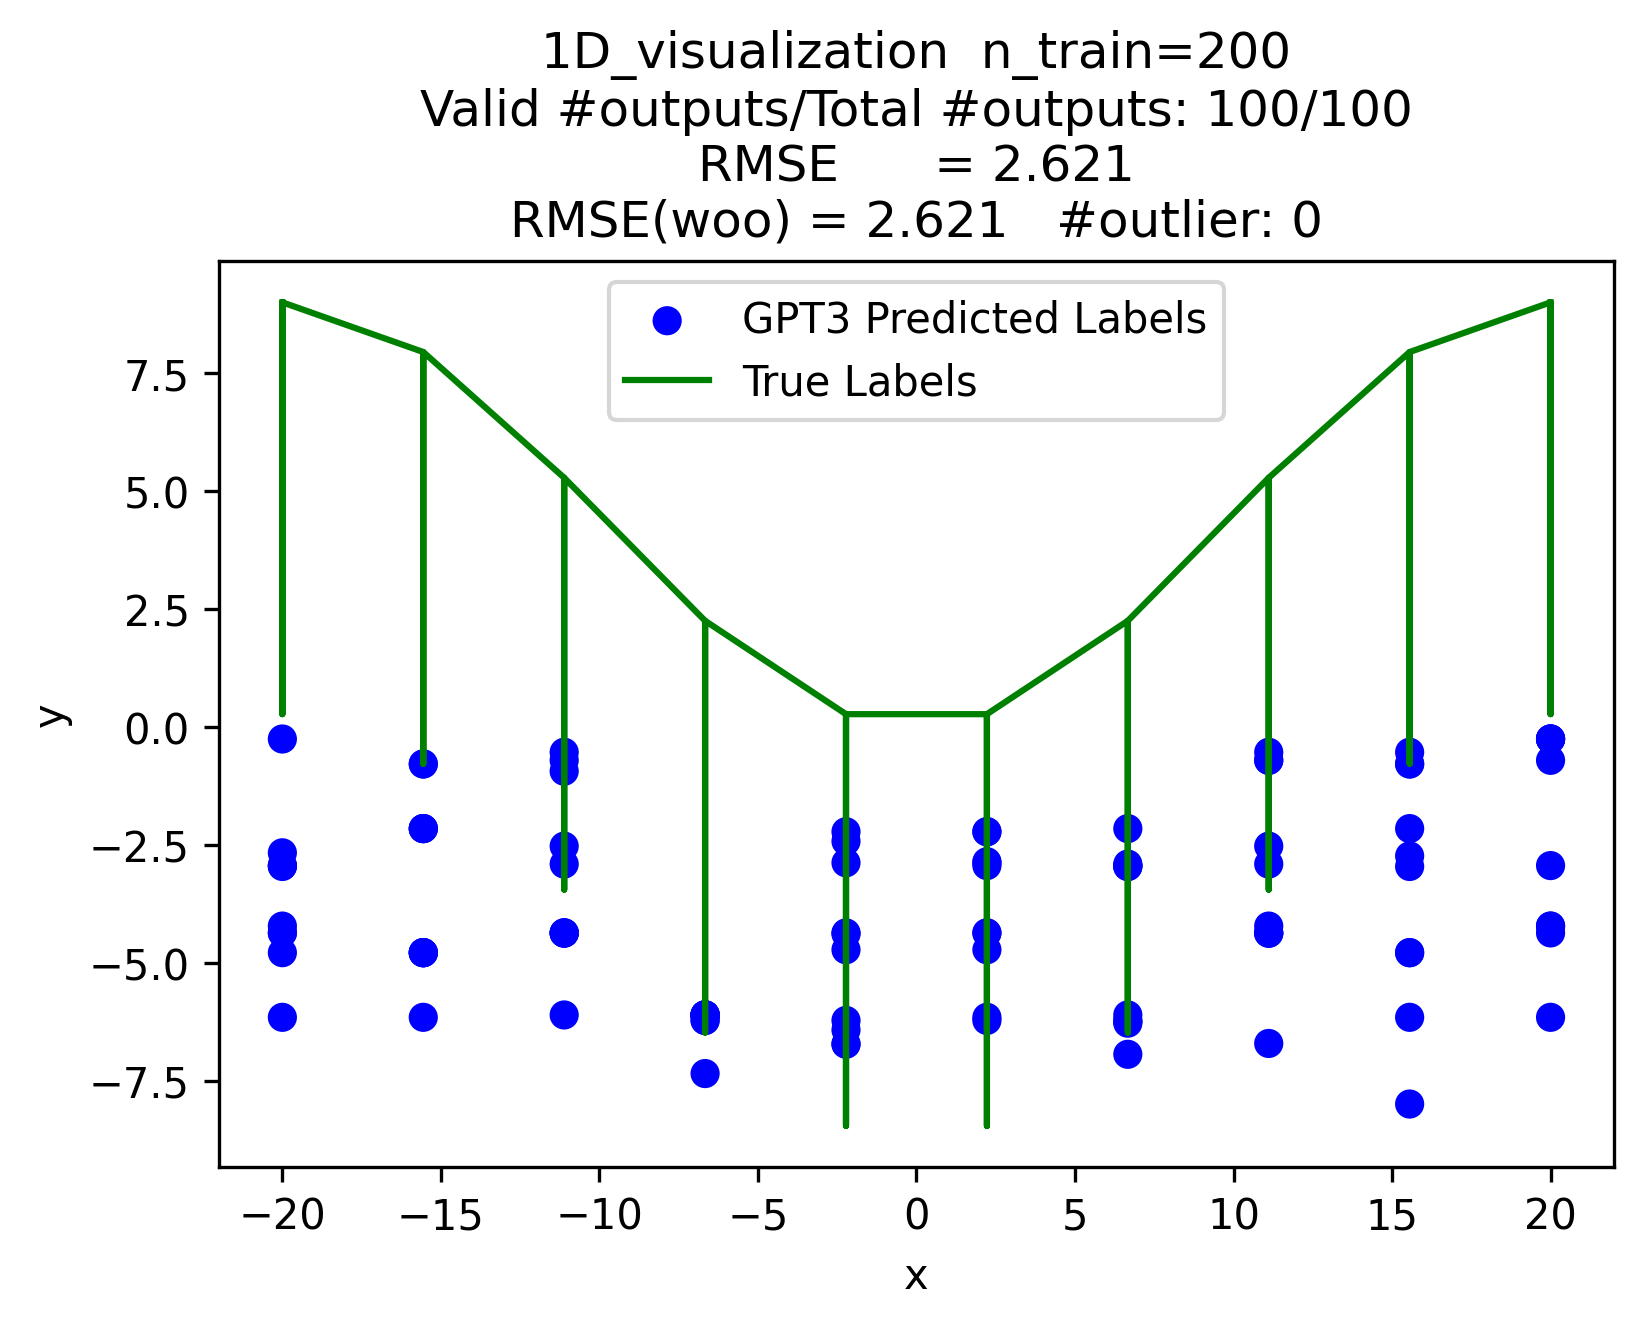 1D_visualization  n_train=200
Valid #outputs/Total #outputs: 100/100
RMSE      = 2.621
RMSE(woo) = 2.621   #outlier: 0
GPT3 Predicted Labels
True Labels
7.5
5.0
2.5
0.0
−2.5
−5.0
−7.5
y
−20 −15 −10 −5 0 5 10 15 20
x